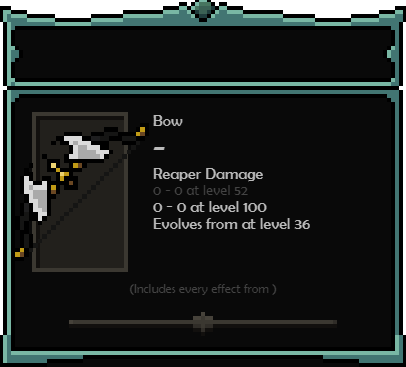 Bow
–
Reaper Damage
0 - 0 at level 52
0 - 0 at level 100
Evolves from at level 36
(Includes every effect from )